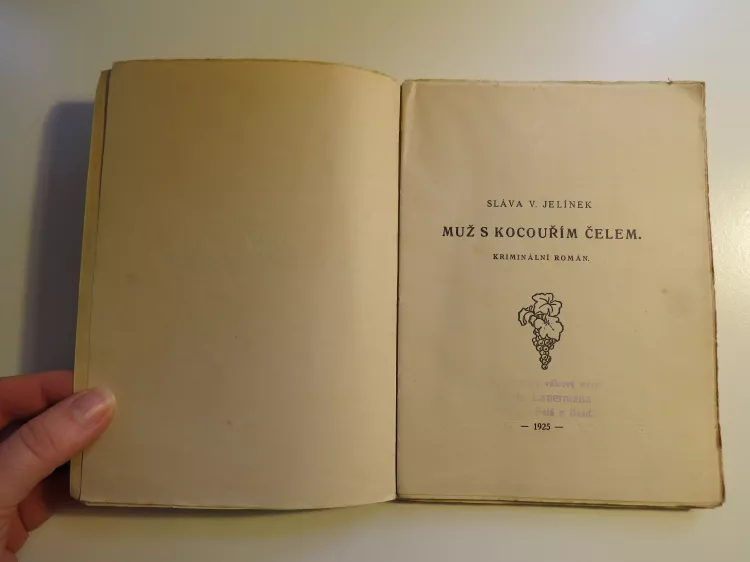 SLÁVA V. JELÍNEK
MUŽ S KOCOUŘÍM ČELEM.
KRIMINÁLNÍ ROMÁN.
— 1925 —